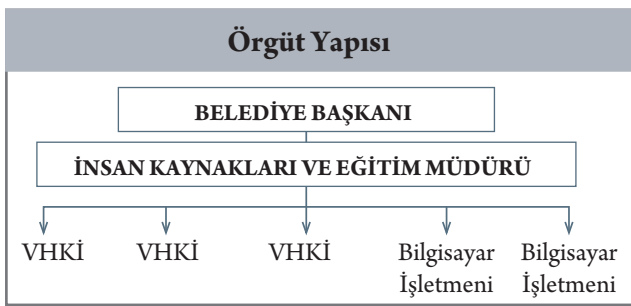 Örgüt Yapısı
BELEDİYE BAŞKANI
İNSAN KAYNAKLARI VE EĞİTİM MÜDÜRÜ
VHKİ VHKİ VHKİ Bilgisayar Bilgisayar
İşletmeni İşletmeni